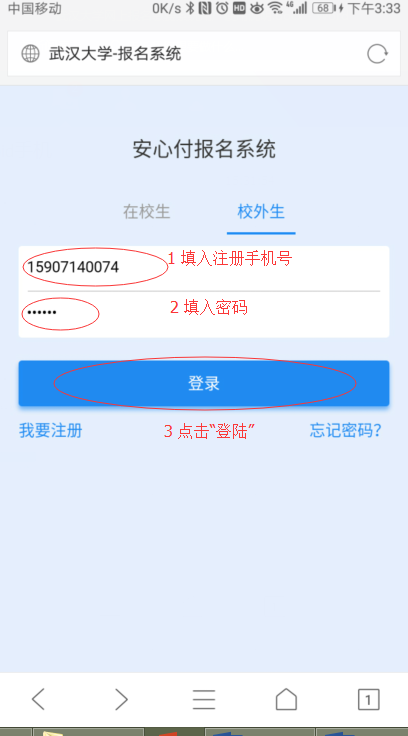 中国移动 0K/s HD 4G 68 下午3:33
武汉大学-报名系统
安心付报名系统
在校生 校外生
15907140074 1 填入注册手机号
•••••• 2 填入密码
登录
我要注册 3 点击“登陆” 忘记密码?
1